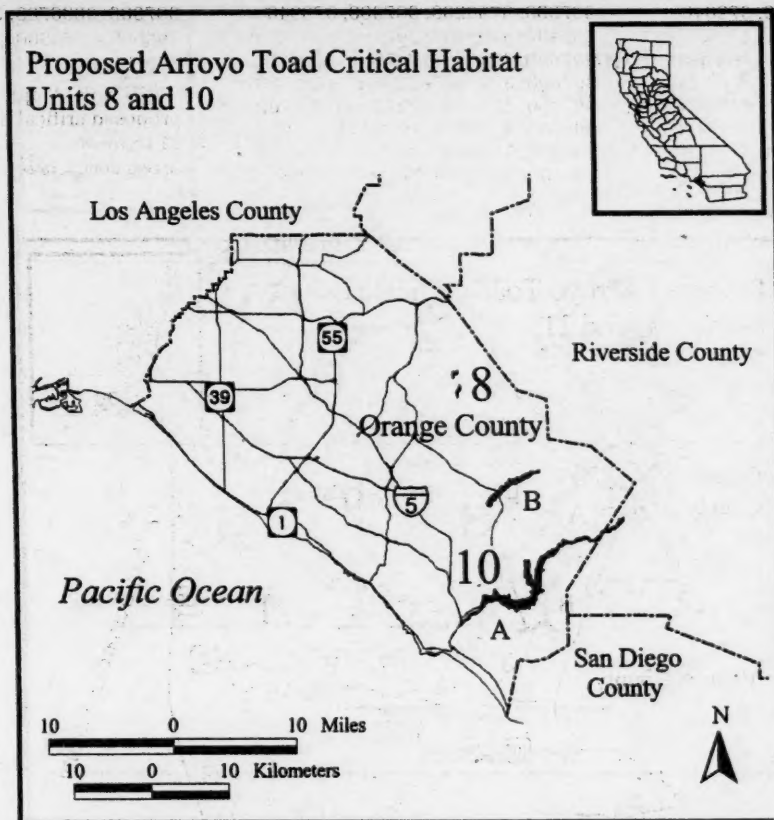 Proposed Arroyo Toad Critical Habitat
Units 8 and 10
Los Angeles County
55
Riverside County
8
39
Orange County
5
B
1
10
Pacific Ocean
A
San Diego
County
10 0 10 Miles
N
10 0 10 Kilometers